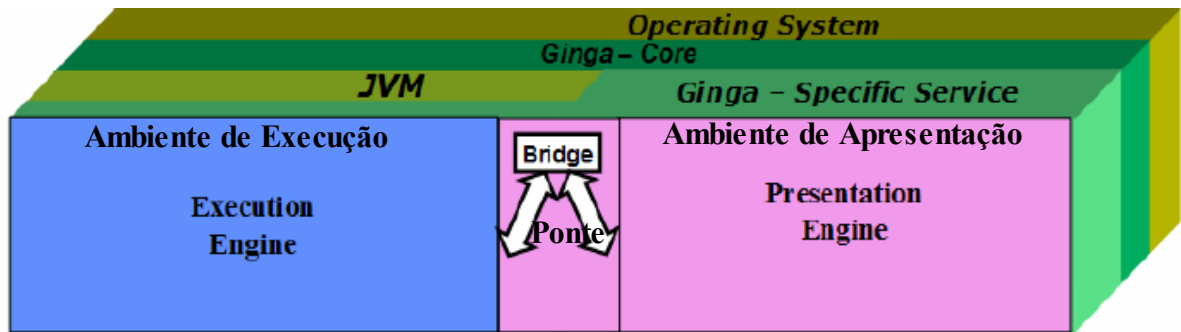 Operating System
Ginga – Core
JVM
Ginga – Specific Service
Ambiente de Execução
Execution
Engine
Bridge
Ponte
Ambiente de Apresentação
Presentation
Engine